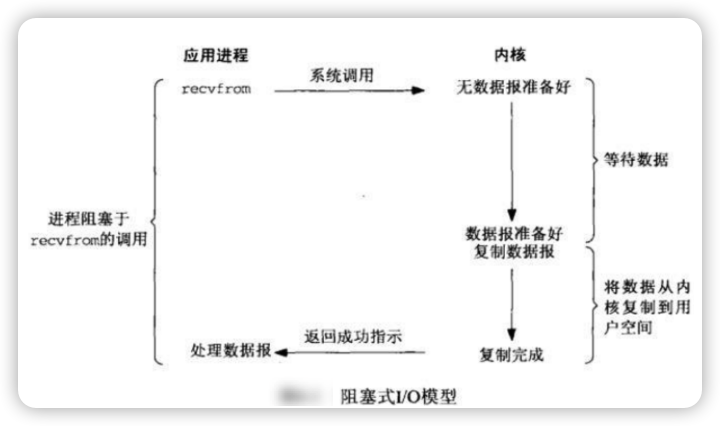 应用进程
内核
recvfrom
系统调用
无数据报准备好
等待数据
进程阻塞于
recvfrom的调用
数据报准备好
复制数据报
将数据从内
核复制到用
户空间
返回成功指示
处理数据报
复制完成
阻塞式I/O模型